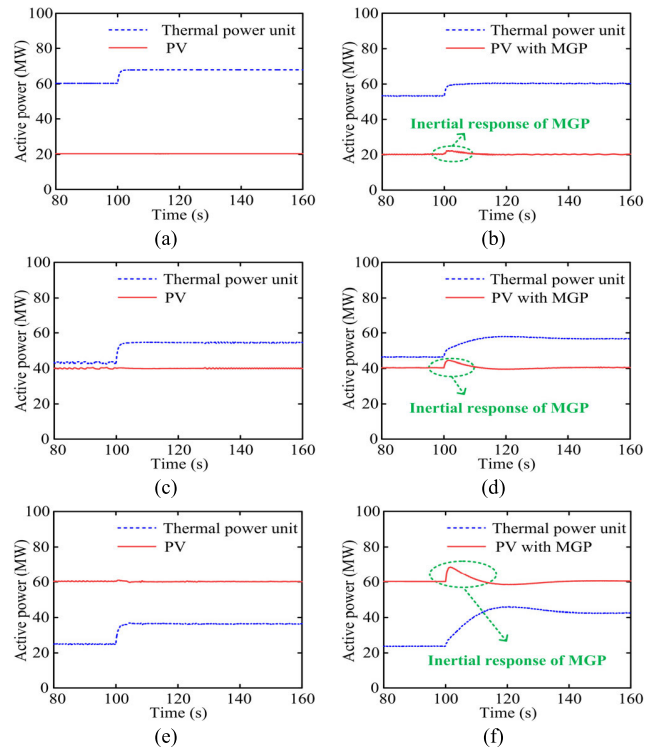 100
80
60
40
20
0
Active power (MW)
Thermal power unit
PV
80 100 120 140 160
Time (s)
(a)
100
80
60
40
20
0
Active power (MW)
Thermal power unit
PV with MGP
Inertial response of MGP
80 100 120 140 160
Time (s)
(b)
100
80
60
40
20
0
Active power (MW)
Thermal power unit
PV
80 100 120 140 160
Time (s)
(c)
100
80
60
40
20
0
Active power (MW)
Thermal power unit
PV with MGP
Inertial response of MGP
80 100 120 140 160
Time (s)
(d)
100
80
60
40
20
0
Active power (MW)
Thermal power unit
PV
80 100 120 140 160
Time (s)
(e)
100
80
60
40
20
0
Active power (MW)
Thermal power unit
PV with MGP
Inertial response of MGP
80 100 120 140 160
Time (s)
(f)